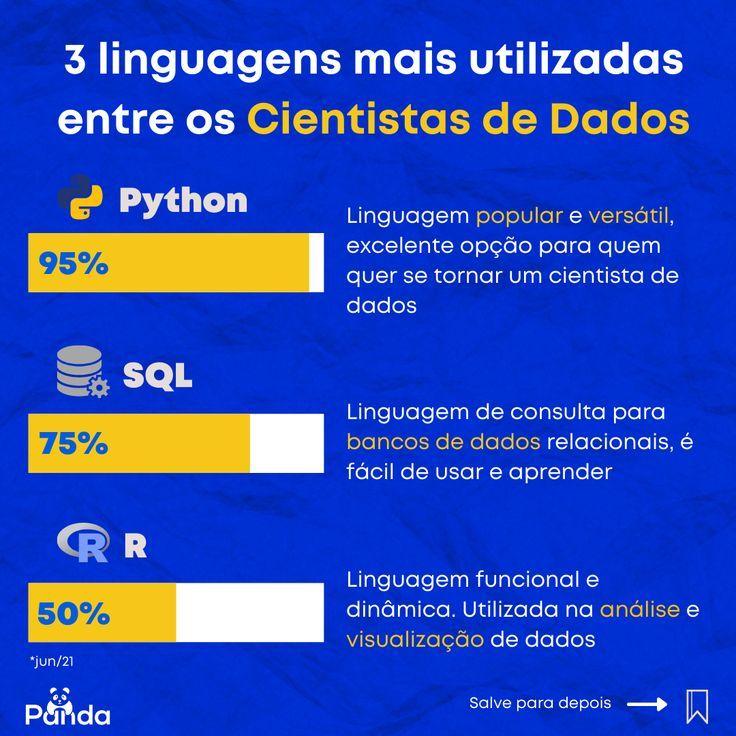 3 linguagens mais utilizadas
entre os Cientistas de Dados
Python
95%
Linguagem popular e versátil,
excelente opção para quem
quer se tornar um cientista de
dados
SQL
75%
Linguagem de consulta para
bancos de dados relacionais, é
fácil de usar e aprender
R R
50%
Linguagem funcional e
dinâmica. Utilizada na análise e
visualização de dados
*jun/21
Panda
Salve para depois